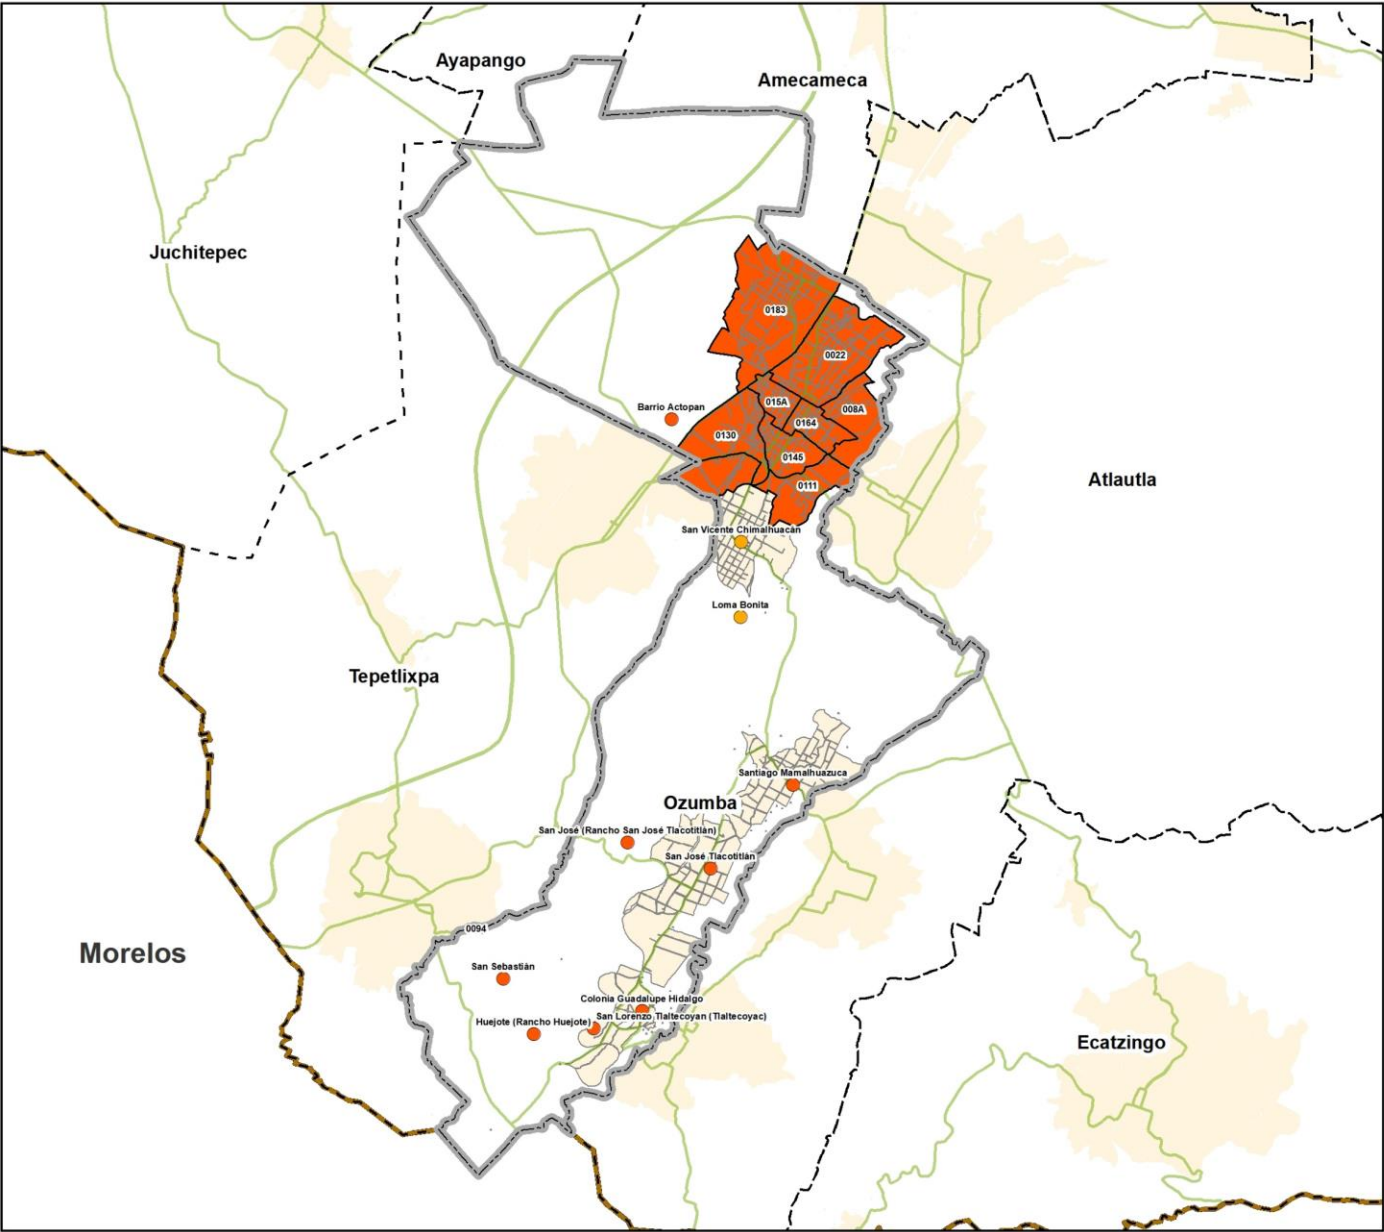 Ayapango
Amecameca
Juchitepec
0183
0022
015A
008A
Barrio Actopan
0164
0130
0145
Atlautla
0111
San Vicente Chimalhuacán
Loma Bonita
Tepetlixpa
Santiago Mamalhuazuca
Ozumba
San José (Rancho San José Tlacotitlán)
San José Tlacotitlán
0094
Morelos
San Sebastián
Colonia Guadalupe Hidalgo
San Lorenzo Tlaltecoyan (Tlaltecoyac)
Huejote (Rancho Huejote)
Ecatzingo